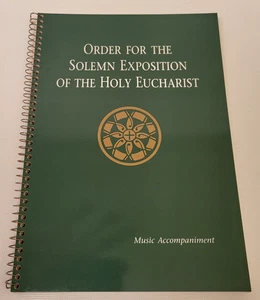 ORDER FOR THE
SOLEMN EXPOSITION
OF THE HOLY EUCHARIST
Music Accompaniment